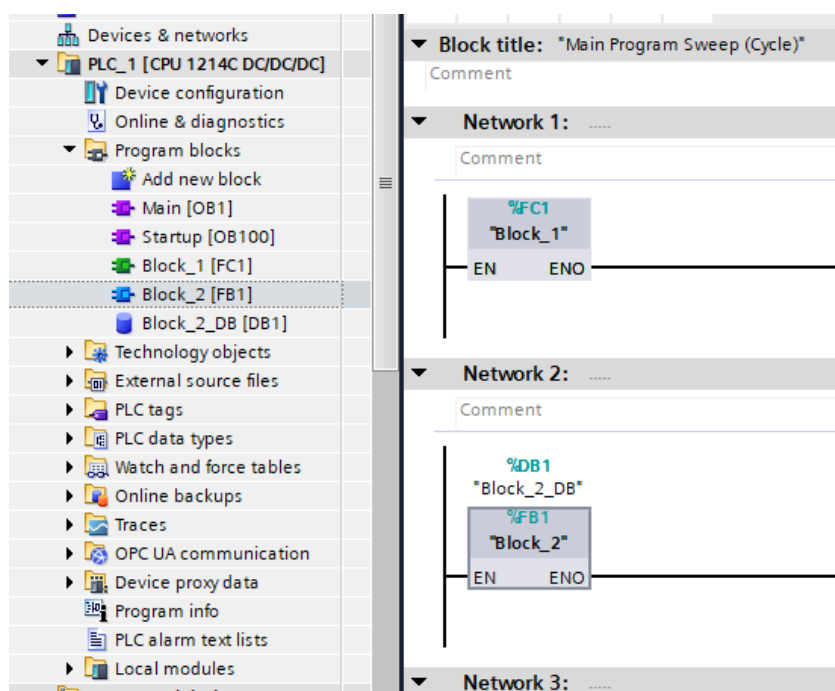 Devices & networks
PLC_1 [CPU 1214C DC/DC/DC]
Device configuration
Online & diagnostics
Program blocks
Add new block
Main [OB1]
Startup [OB100]
Block_1 [FC1]
Block_2 [FB1]
Block_2_DB [DB1]
Technology objects
External source files
PLC tags
PLC data types
Watch and force tables
Online backups
Traces
OPC UA communication
Device proxy data
Program info
PLC alarm text lists
Local modules
Block title: "Main Program Sweep (Cycle)"
Comment
Network 1: .....
Comment
%FC1
"Block_1"
EN ENO
Network 2: .....
Comment
%DB1
"Block_2_DB"
%FB1
"Block_2"
EN ENO
Network 3: .....